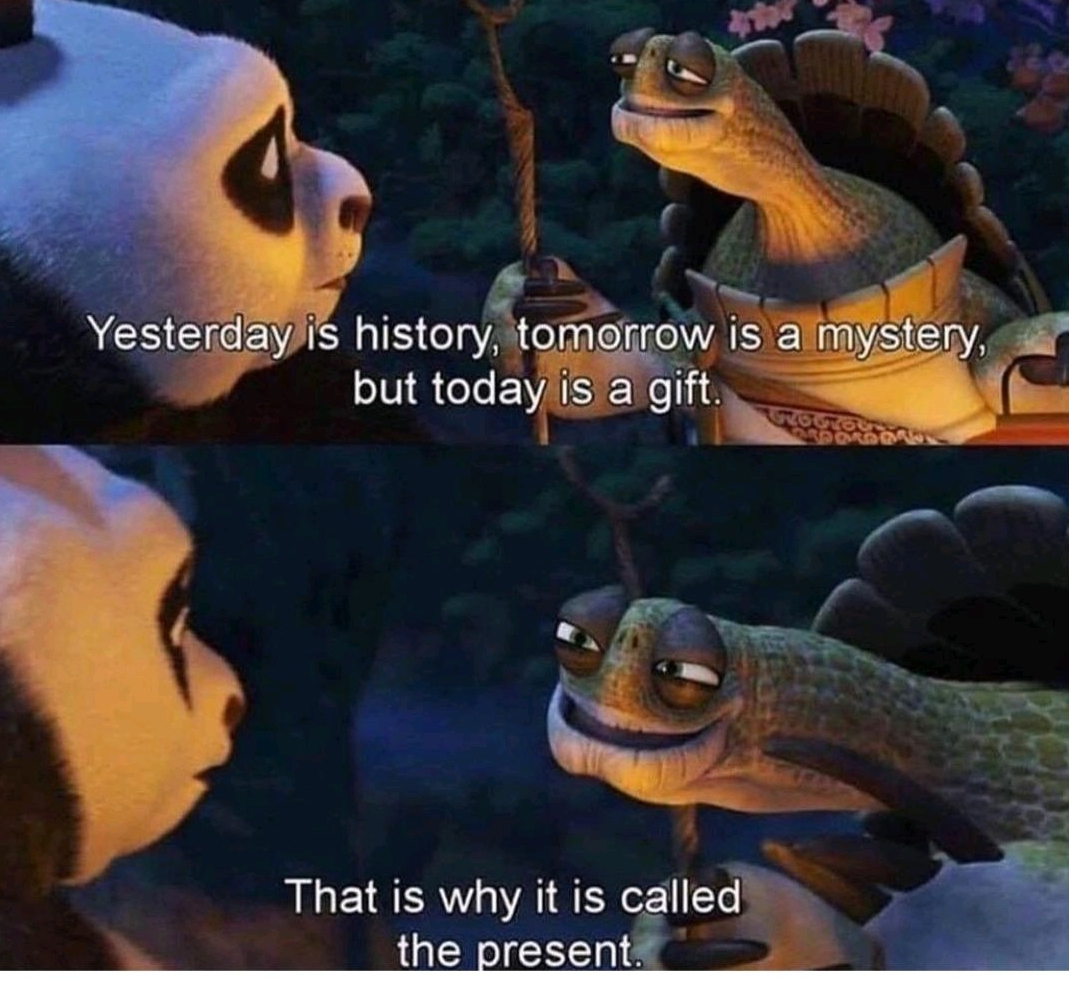 Yesterday is history, tomorrow is a mystery,
but today is a gift.
That is why it is called
the present.